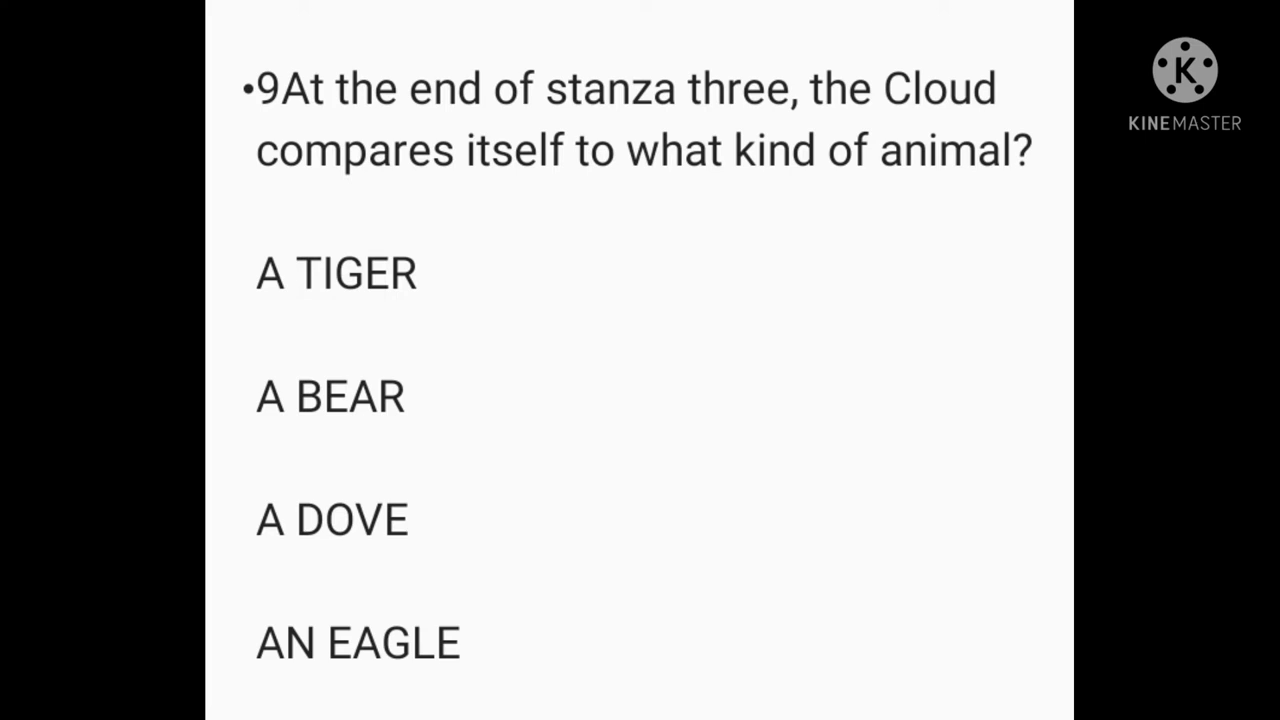 •9At the end of stanza three, the Cloud
compares itself to what kind of animal?
A TIGER
A BEAR
A DOVE
AN EAGLE
K
KINEMASTER